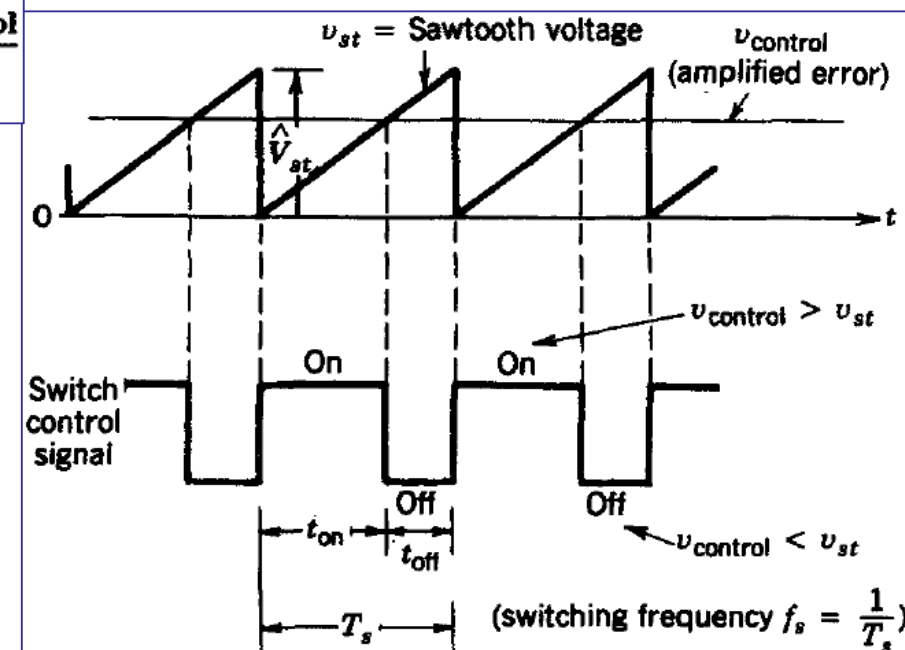 v_st = Sawtooth voltage
v_control
(amplified error)
V̂_st
0
t
v_control > v_st
On
On
Switch
control
signal
Off
Off
t_on
t_off
v_control < v_st
T_s
(switching frequency f_s = 1/T_s)